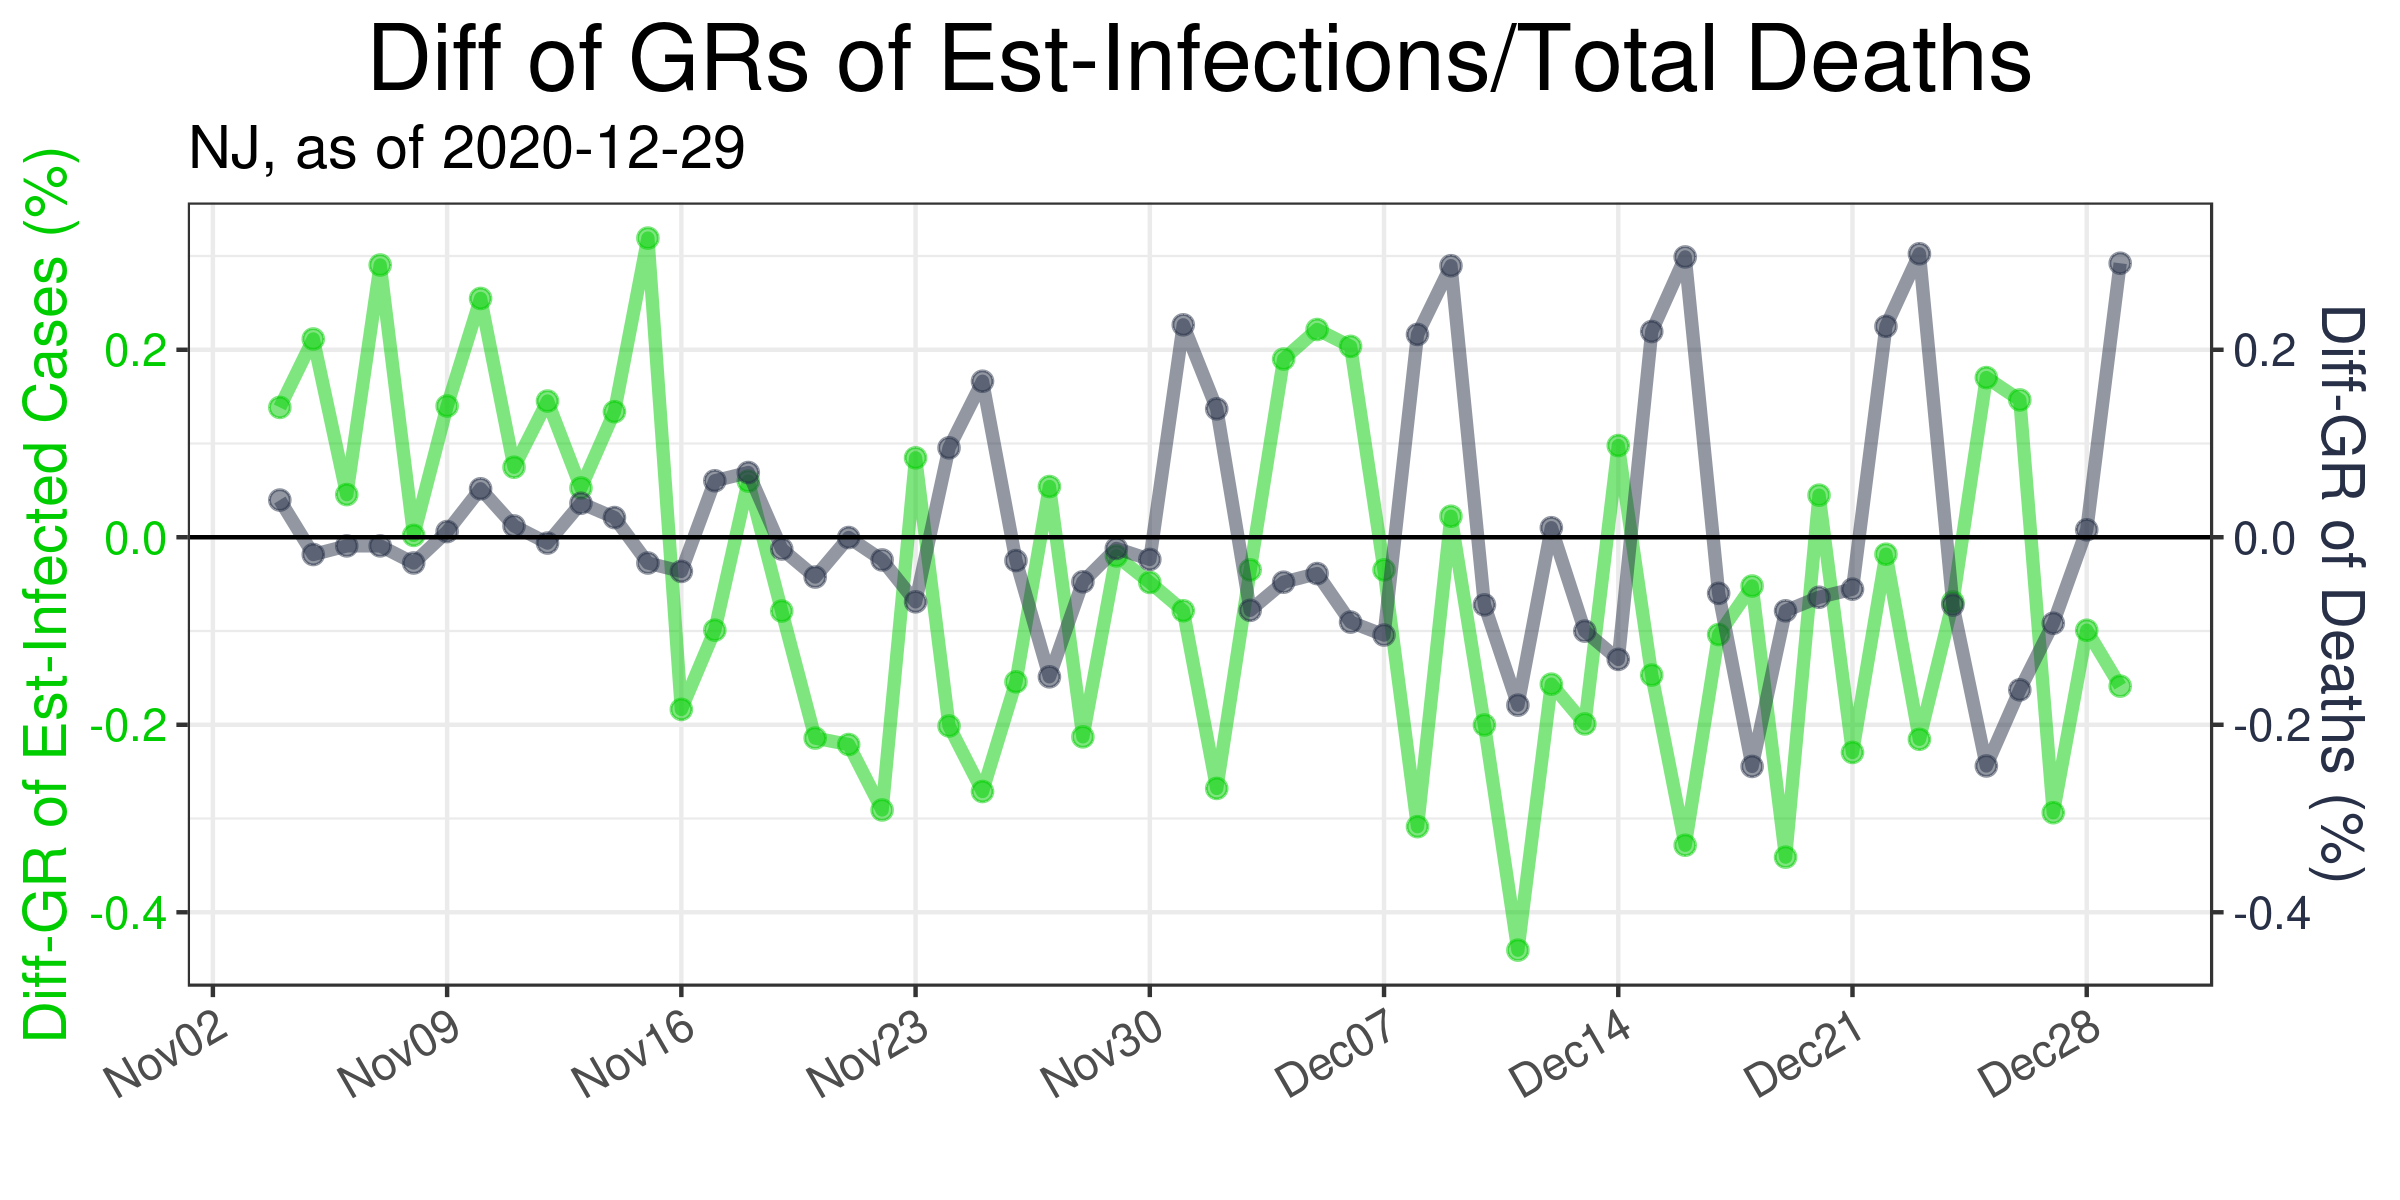 Diff of GRs of Est-Infections/Total Deaths
NJ, as of 2020-12-29
Diff-GR of Est-Infected Cases (%)
0.2
0.0
-0.2
-0.4
0.2
0.0
-0.2
-0.4
Diff-GR of Deaths (%)
Nov02
Nov09
Nov16
Nov23
Nov30
Dec07
Dec14
Dec21
Dec28